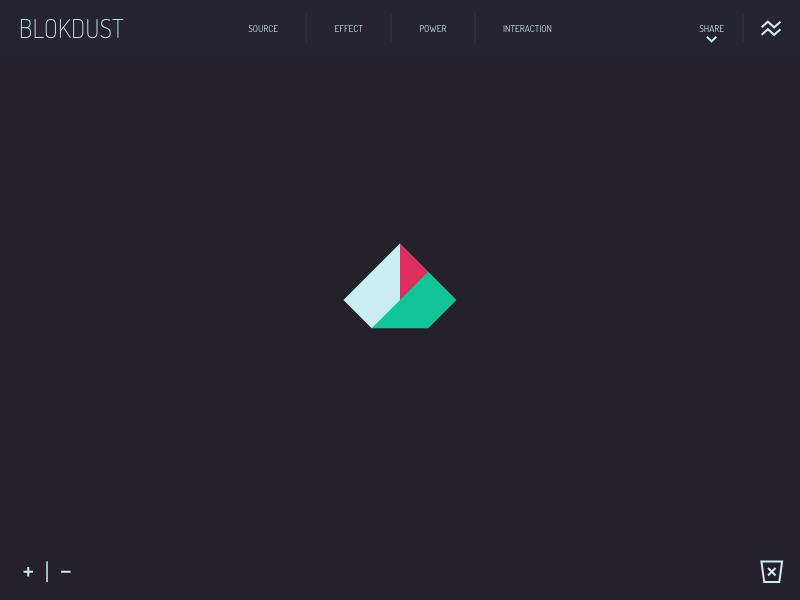 BLOKDUST
SOURCE
EFFECT
POWER
INTERACTION
SHARE